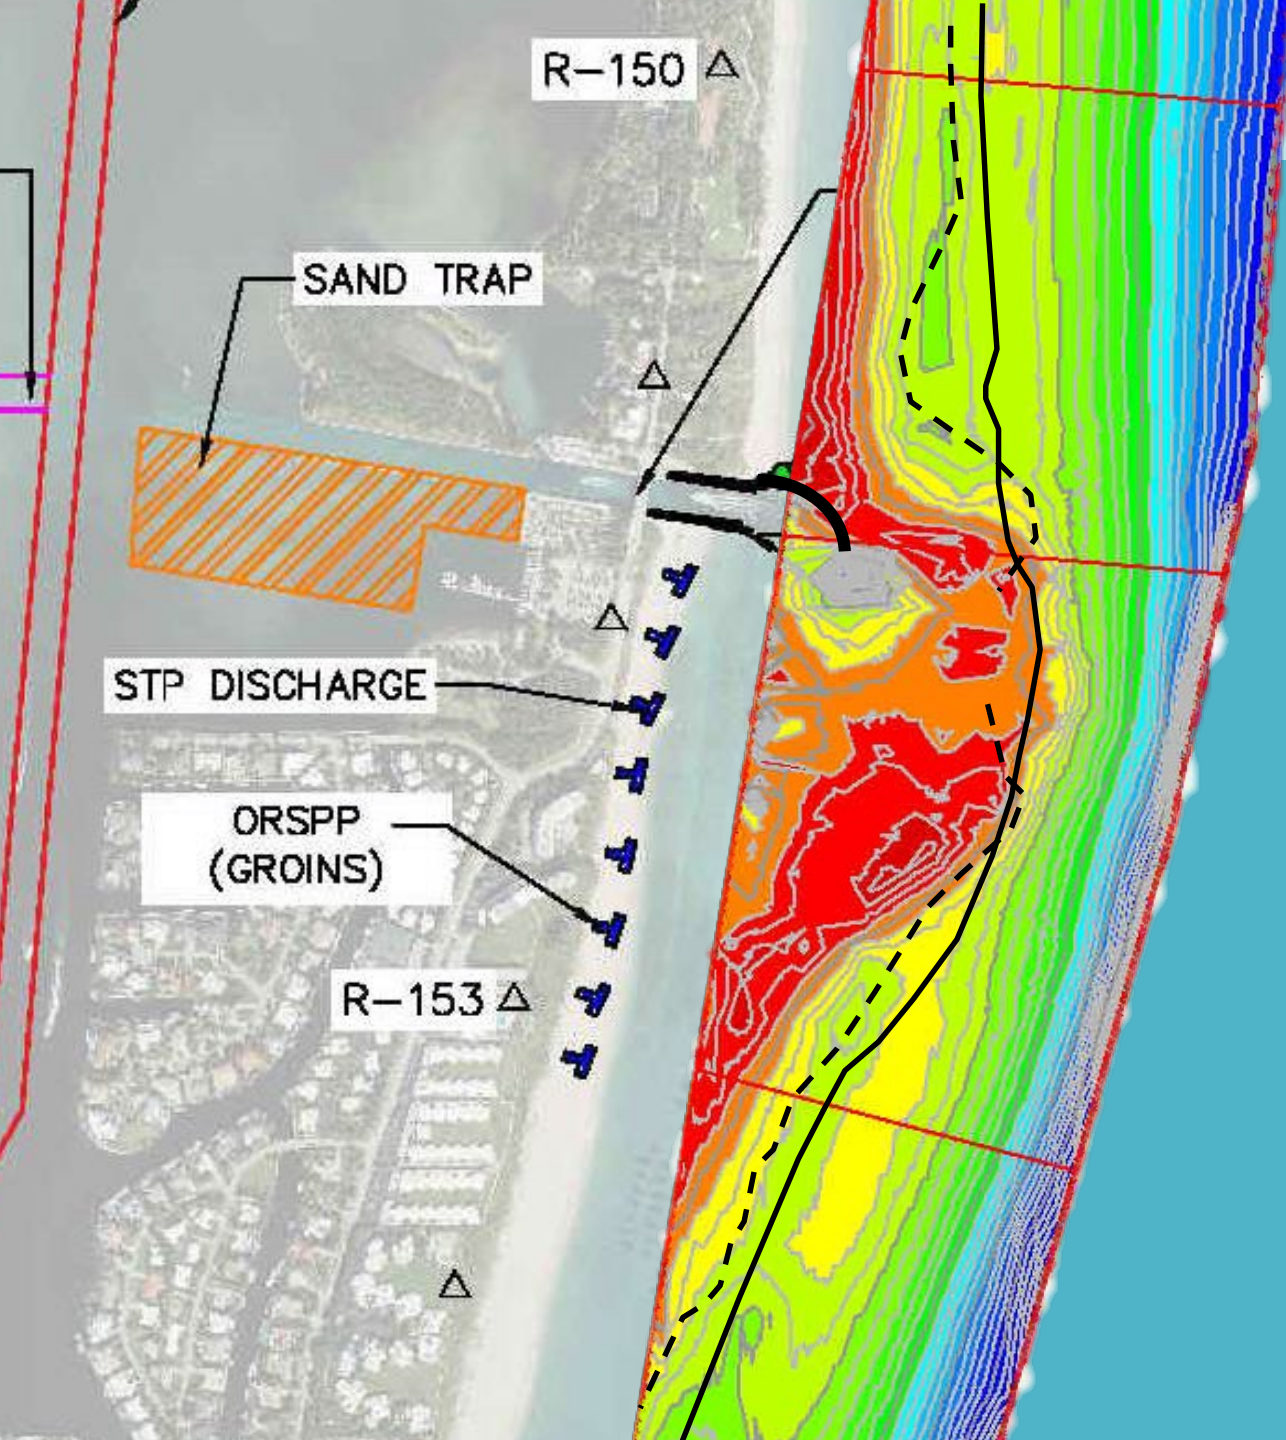 R-150
SAND TRAP
STP DISCHARGE
ORSPP
(GROINS)
R-153